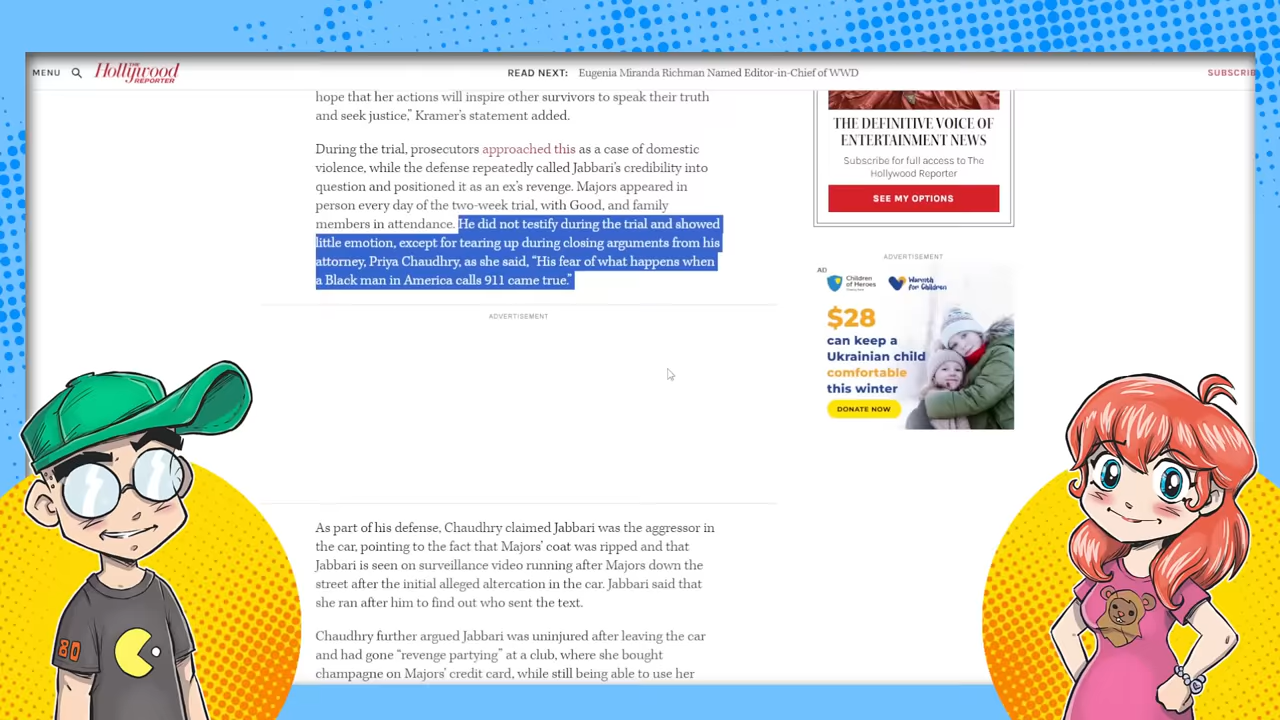 MENU
THE
Hollywood
REPORTER
READ NEXT: Eugenia Miranda Richman Named Editor-in-Chief of WWD
SUBSCRIB
hope that her actions will inspire other survivors to speak their truth
and seek justice,” Kramer’s statement added.
During the trial, prosecutors approached this as a case of domestic
violence, while the defense repeatedly called Jabbari’s credibility into
question and positioned it as an ex’s revenge. Majors appeared in
person every day of the two-week trial, with Good, and family
members in attendance. He did not testify during the trial and showed
little emotion, except for tearing up during closing arguments from his
attorney, Priya Chaudhry, as she said, “His fear of what happens when
a Black man in America calls 911 came true.”
ADVERTISEMENT
As part of his defense, Chaudhry claimed Jabbari was the aggressor in
the car, pointing to the fact that Majors’ coat was ripped and that
Jabbari is seen on surveillance video running after Majors down the
street after the initial alleged altercation in the car. Jabbari said that
she ran after him to find out who sent the text.
Chaudhry further argued Jabbari was uninjured after leaving the car
and had gone “revenge partying” at a club, where she bought
champagne on Majors’ credit card, while still being able to use her
THE DEFINITIVE VOICE OF
ENTERTAINMENT NEWS
Subscribe for full access to The
Hollywood Reporter
SEE MY OPTIONS
ADVERTISEMENT
AD
Children
of Heroes
Warmth
for Children
$28
can keep a
Ukrainian child
comfortable
this winter
DONATE NOW
80